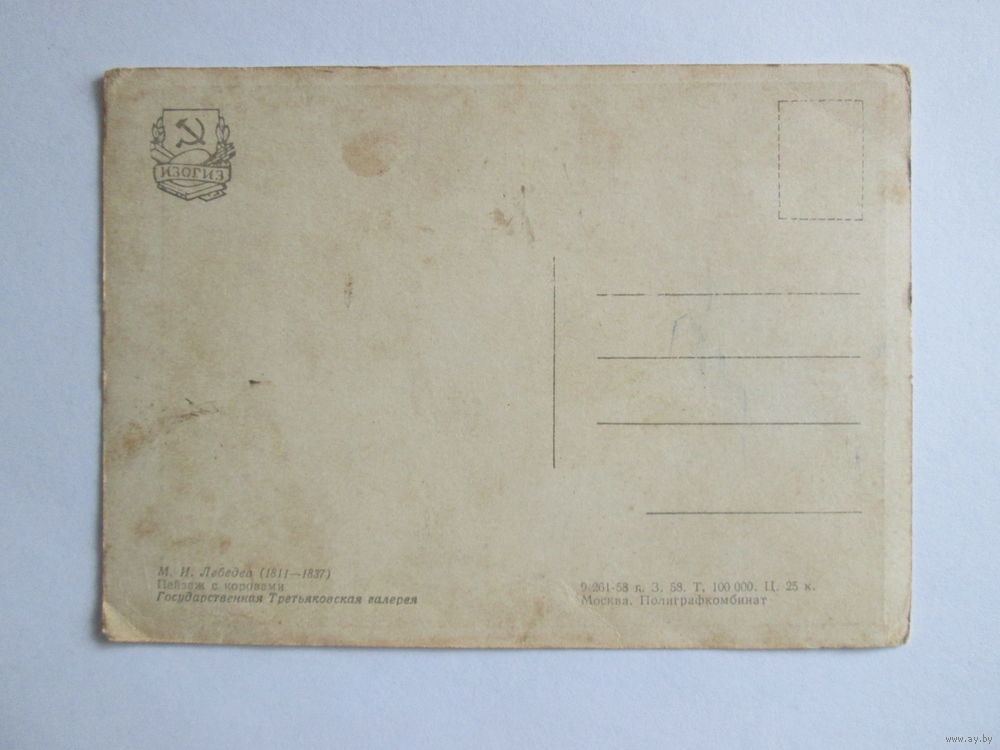 ИЗОГИЗ
М. И. Лебедев (1811—1837)
Пейзаж с коровами
Государственная Третьяковская галерея
9-261-58 г. З. 58. Т. 100 000. Ц. 25 к.
Москва. Полиграфкомбинат
www.ay.by